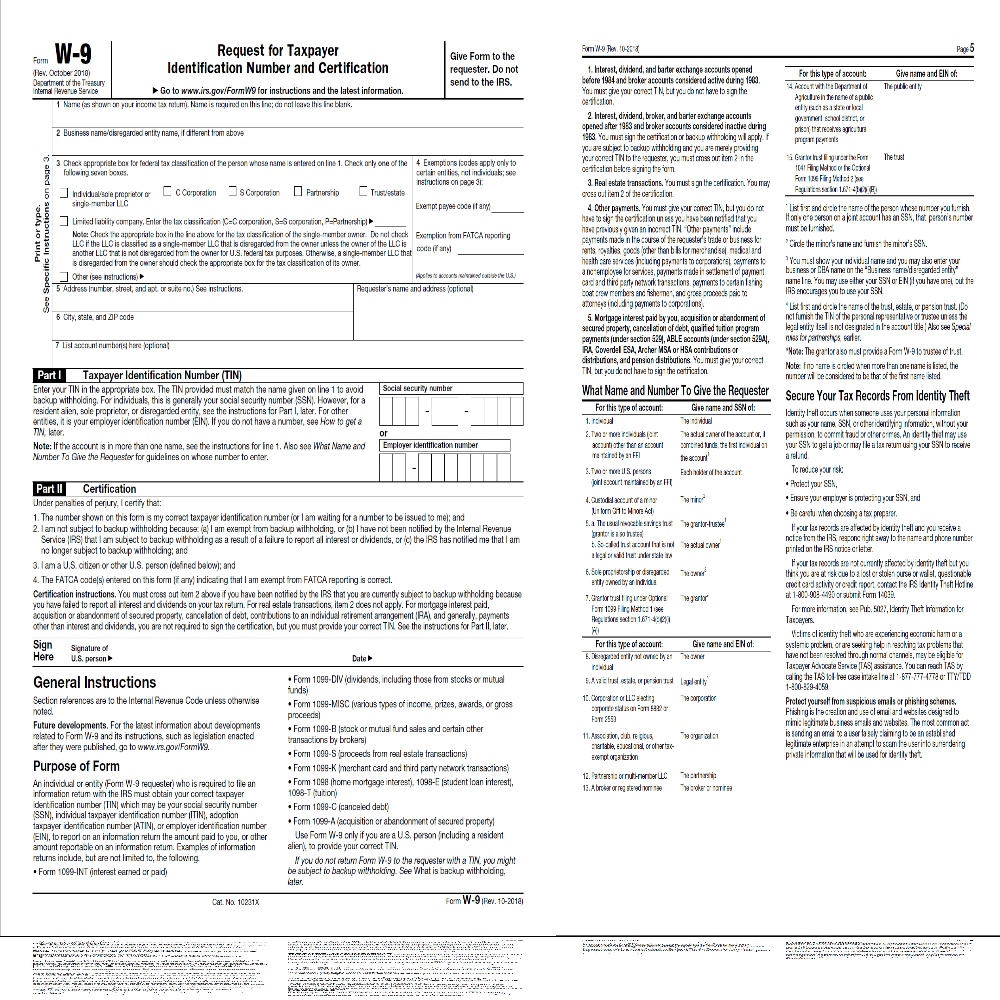 Form W-9
(Rev. October 2018)
Department of the Treasury
Internal Revenue Service
Request for Taxpayer
Identification Number and Certification
▶ Go to www.irs.gov/FormW9 for instructions and the latest information.
Give Form to the
requester. Do not
send to the IRS.
Print or type.
See Specific Instructions on page 3.
1 Name (as shown on your income tax return). Name is required on this line; do not leave this line blank.
2 Business name/disregarded entity name, if different from above
3 Check appropriate box for federal tax classification of the person whose name is entered on line 1. Check only one of the
following seven boxes.
Individual/sole proprietor or
single-member LLC
C Corporation
S Corporation
Partnership
Trust/estate
Limited liability company. Enter the tax classification (C=C corporation, S=S corporation, P=Partnership) ▶
Note: Check the appropriate box in the line above for the tax classification of the single-member owner. Do not check
LLC if the LLC is classified as a single-member LLC that is disregarded from the owner unless the owner of the LLC is
another LLC that is not disregarded from the owner for U.S. federal tax purposes. Otherwise, a single-member LLC that
is disregarded from the owner should check the appropriate box for the tax classification of its owner.
Other (see instructions) ▶
4 Exemptions (codes apply only to
certain entities, not individuals; see
instructions on page 3):
Exempt payee code (if any)
Exemption from FATCA reporting
code (if any)
(Applies to accounts maintained outside the U.S.)
5 Address (number, street, and apt. or suite no.) See instructions.
Requester's name and address (optional)
6 City, state, and ZIP code
7 List account number(s) here (optional)
Part I Taxpayer Identification Number (TIN)
Enter your TIN in the appropriate box. The TIN provided must match the name given on line 1 to avoid
backup withholding. For individuals, this is generally your social security number (SSN). However, for a
resident alien, sole proprietor, or disregarded entity, see the instructions for Part I, later. For other
entities, it is your employer identification number (EIN). If you do not have a number, see How to get a
TIN, later.
Note: If the account is in more than one name, see the instructions for line 1. Also see What Name and
Number To Give the Requester for guidelines on whose number to enter.
Social security number
– –
or
Employer identification number
–
Part II Certification
Under penalties of perjury, I certify that:
1. The number shown on this form is my correct taxpayer identification number (or I am waiting for a number to be issued to me); and
2. I am not subject to backup withholding because: (a) I am exempt from backup withholding, or (b) I have not been notified by the Internal Revenue
Service (IRS) that I am subject to backup withholding as a result of a failure to report all interest or dividends, or (c) the IRS has notified me that I am
no longer subject to backup withholding; and
3. I am a U.S. citizen or other U.S. person (defined below); and
4. The FATCA code(s) entered on this form (if any) indicating that I am exempt from FATCA reporting is correct.
Certification instructions. You must cross out item 2 above if you have been notified by the IRS that you are currently subject to backup withholding because
you have failed to report all interest and dividends on your tax return. For real estate transactions, item 2 does not apply. For mortgage interest paid,
acquisition or abandonment of secured property, cancellation of debt, contributions to an individual retirement arrangement (IRA), and generally, payments
other than interest and dividends, you are not required to sign the certification, but you must provide your correct TIN. See the instructions for Part II, later.
Sign
Here
Signature of
U.S. person ▶
Date ▶
General Instructions
Section references are to the Internal Revenue Code unless otherwise
noted.
Future developments. For the latest information about developments
related to Form W-9 and its instructions, such as legislation enacted
after they were published, go to www.irs.gov/FormW9.
Purpose of Form
An individual or entity (Form W-9 requester) who is required to file an
information return with the IRS must obtain your correct taxpayer
identification number (TIN) which may be your social security number
(SSN), individual taxpayer identification number (ITIN), adoption
taxpayer identification number (ATIN), or employer identification number
(EIN), to report on an information return the amount paid to you, or other
amount reportable on an information return. Examples of information
returns include, but are not limited to, the following.
• Form 1099-INT (interest earned or paid)
• Form 1099-DIV (dividends, including those from stocks or mutual
funds)
• Form 1099-MISC (various types of income, prizes, awards, or gross
proceeds)
• Form 1099-B (stock or mutual fund sales and certain other
transactions by brokers)
• Form 1099-S (proceeds from real estate transactions)
• Form 1099-K (merchant card and third party network transactions)
• Form 1098 (home mortgage interest), 1098-E (student loan interest),
1098-T (tuition)
• Form 1099-C (canceled debt)
• Form 1099-A (acquisition or abandonment of secured property)
Use Form W-9 only if you are a U.S. person (including a resident
alien), to provide your correct TIN.
If you do not return Form W-9 to the requester with a TIN, you might
be subject to backup withholding. See What is backup withholding,
later.
Cat. No. 10231X
Form W-9 (Rev. 10-2018)
Form W-9 (Rev. 10-2018)
Page 5
1. Interest, dividend, and barter exchange accounts opened
before 1984 and broker accounts considered active during 1983.
You must give your correct TIN, but you do not have to sign the
certification.
2. Interest, dividend, broker, and barter exchange accounts
opened after 1983 and broker accounts considered inactive during
1983. You must sign the certification or backup withholding will apply. If
you are subject to backup withholding and you are merely providing
your correct TIN to the requester, you must cross out item 2 in the
certification before signing the form.
3. Real estate transactions. You must sign the certification. You may
cross out item 2 of the certification.
4. Other payments. You must give your correct TIN, but you do not
have to sign the certification unless you have been notified that you
have previously given an incorrect TIN. "Other payments" include
payments made in the course of the requester's trade or business for
rents, royalties, goods (other than bills for merchandise), medical and
health care services (including payments to corporations), payments to
a nonemployee for services, payments made in settlement of payment
card and third party network transactions, payments to certain fishing
boat crew members and fishermen, and gross proceeds paid to
attorneys (including payments to corporations).
5. Mortgage interest paid by you, acquisition or abandonment of
secured property, cancellation of debt, qualified tuition program
payments (under section 529), ABLE accounts (under section 529A),
IRA, Coverdell ESA, Archer MSA or HSA contributions or
distributions, and pension distributions. You must give your correct
TIN, but you do not have to sign the certification.
What Name and Number To Give the Requester
For this type of account: Give name and SSN of:
1. Individual The individual
2. Two or more individuals (joint
account) other than an account
maintained by an FFI
The actual owner of the account or, if
combined funds, the first individual on
the account¹
3. Two or more U.S. persons
(joint account maintained by an FFI)
Each holder of the account
4. Custodial account of a minor
(Uniform Gift to Minors Act)
The minor²
5. a. The usual revocable savings trust
(grantor is also trustee)
The grantor-trustee¹
b. So-called trust account that is not
a legal or valid trust under state law
The actual owner¹
6. Sole proprietorship or disregarded
entity owned by an individual
The owner³
7. Grantor trust filing under Optional
Form 1099 Filing Method 1 (see
Regulations section 1.671-4(b)(2)(i)
(A))
The grantor*
For this type of account: Give name and EIN of:
8. Disregarded entity not owned by an
individual
The owner
9. A valid trust, estate, or pension trust Legal entity⁴
10. Corporation or LLC electing
corporate status on Form 8832 or
Form 2553
The corporation
11. Association, club, religious,
charitable, educational, or other tax-
exempt organization
The organization
12. Partnership or multi-member LLC The partnership
13. A broker or registered nominee The broker or nominee
For this type of account: Give name and EIN of:
14. Account with the Department of
Agriculture in the name of a public
entity (such as a state or local
government, school district, or
prison) that receives agricultural
program payments
The public entity
15. Grantor trust filing under the Form
1041 Filing Method or the Optional
Form 1099 Filing Method 2 (see
Regulations section 1.671-4(b)(2)(i)(B))
The trust
¹ List first and circle the name of the person whose number you furnish.
If only one person on a joint account has an SSN, that person's number
must be furnished.
² Circle the minor's name and furnish the minor's SSN.
³ You must show your individual name and you may also enter your
business or DBA name on the "Business name/disregarded entity"
name line. You may use either your SSN or EIN (if you have one), but the
IRS encourages you to use your SSN.
⁴ List first and circle the name of the trust, estate, or pension trust. (Do
not furnish the TIN of the personal representative or trustee unless the
legal entity itself is not designated in the account title.) Also see Special
rules for partnerships, earlier.
*Note: The grantor also must provide a Form W-9 to trustee of trust.
Note: If no name is circled when more than one name is listed, the
number will be considered to be that of the first name listed.
Secure Your Tax Records From Identity Theft
Identity theft occurs when someone uses your personal information
such as your name, SSN, or other identifying information, without your
permission, to commit fraud or other crimes. An identity thief may use
your SSN to get a job or may file a tax return using your SSN to receive
a refund.
To reduce your risk:
• Protect your SSN,
• Ensure your employer is protecting your SSN, and
• Be careful when choosing a tax preparer.
If your tax records are affected by identity theft and you receive a
notice from the IRS, respond right away to the name and phone number
printed on the IRS notice or letter.
If your tax records are not currently affected by identity theft but you
think you are at risk due to a lost or stolen purse or wallet, questionable
credit card activity or credit report, contact the IRS Identity Theft Hotline
at 1-800-908-4490 or submit Form 14039.
For more information, see Pub. 5027, Identity Theft Information for
Taxpayers.
Victims of identity theft who are experiencing economic harm or a
systemic problem, or are seeking help in resolving tax problems that
have not been resolved through normal channels, may be eligible for
Taxpayer Advocate Service (TAS) assistance. You can reach TAS by
calling the TAS toll-free case intake line at 1-877-777-4778 or TTY/TDD
1-800-829-4059.
Protect yourself from suspicious emails or phishing schemes.
Phishing is the creation and use of email and websites designed to
mimic legitimate business emails and websites. The most common act
is sending an email to a user falsely claiming to be an established
legitimate enterprise in an attempt to scam the user into surrendering
private information that will be used for identity theft.